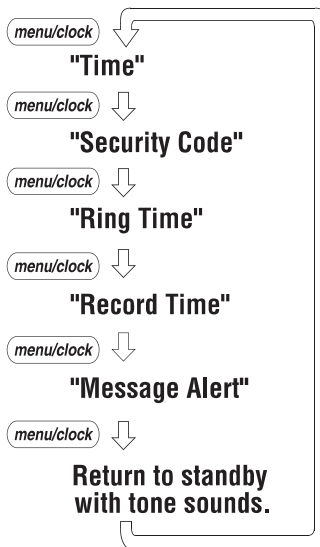 menu/clock
"Time"
menu/clock
"Security Code"
menu/clock
"Ring Time"
menu/clock
"Record Time"
menu/clock
"Message Alert"
menu/clock
Return to standby
with tone sounds.